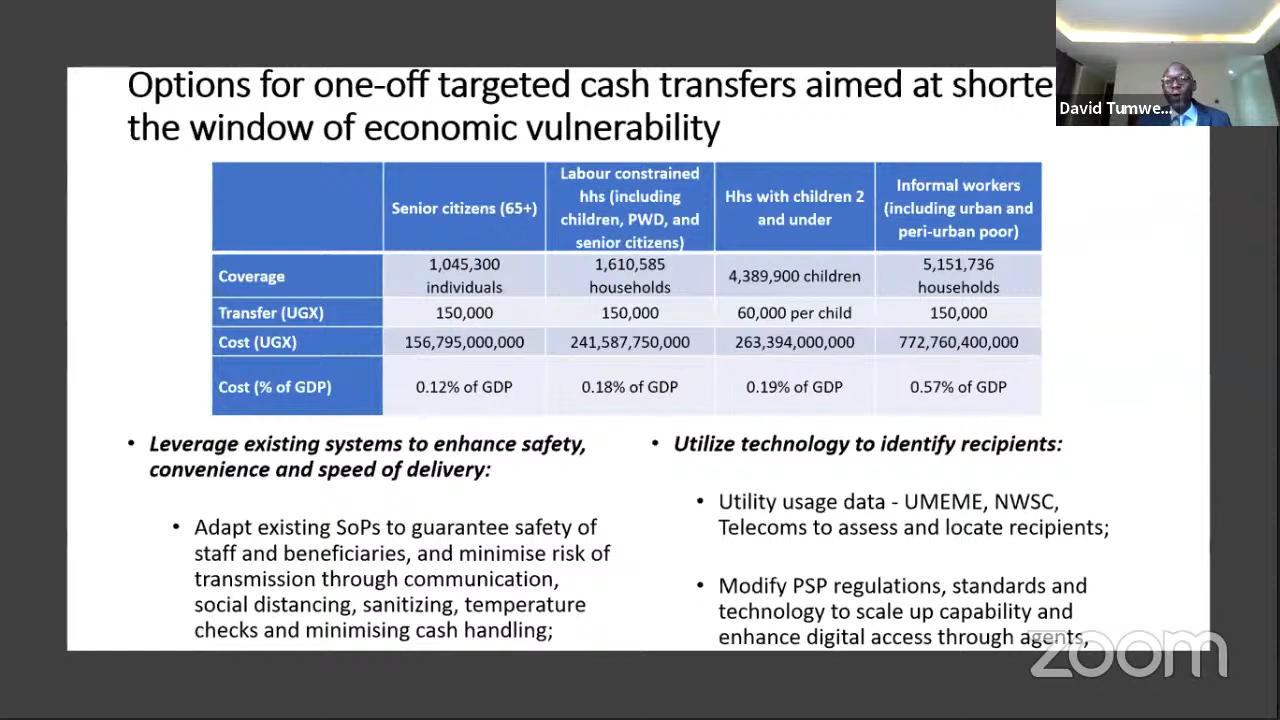 Options for one-off targeted cash transfers aimed at shorte
the window of economic vulnerability
David Tumwe...
Senior citizens (65+)
Labour constrained
hhs (including
children, PWD, and
senior citizens)
Hhs with children 2
and under
Informal workers
(including urban and
peri-urban poor)
Coverage
1,045,300
individuals
1,610,585
households
4,389,900 children
5,151,736
households
Transfer (UGX)
150,000
150,000
60,000 per child
150,000
Cost (UGX)
156,795,000,000
241,587,750,000
263,394,000,000
772,760,400,000
Cost (% of GDP)
0.12% of GDP
0.18% of GDP
0.19% of GDP
0.57% of GDP
• Leverage existing systems to enhance safety,
convenience and speed of delivery:
• Adapt existing SoPs to guarantee safety of
staff and beneficiaries, and minimise risk of
transmission through communication,
social distancing, sanitizing, temperature
checks and minimising cash handling;
• Utilize technology to identify recipients:
• Utility usage data - UMEME, NWSC,
Telecoms to assess and locate recipients;
• Modify PSP regulations, standards and
technology to scale up capability and
enhance digital access through agents,
zoom